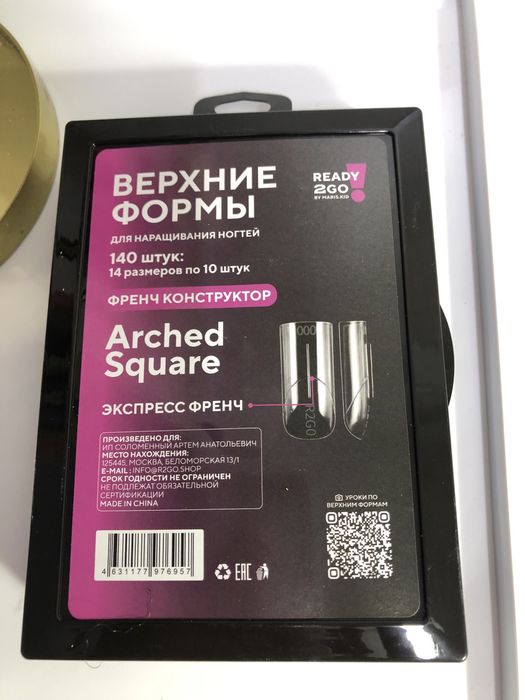 ВЕРХНИЕ
ФОРМЫ
ДЛЯ НАРАЩИВАНИЯ НОГТЕЙ
140 штук:
14 размеров по 10 штук
ФРЕНЧ КОНСТРУКТОР
READY
2GO!
BY MARIS.KID
Arched
Square
ЭКСПРЕСС ФРЕНЧ
000
R2GO
ПРОИЗВЕДЕНО ДЛЯ:
ИП СОЛОМЕННЫЙ АРТЕМ АНАТОЛЬЕВИЧ
МЕСТО НАХОЖДЕНИЯ:
125445, МОСКВА, БЕЛОМОРСКАЯ 13/1
E-MAIL: INFO@R2GO.SHOP
СРОК ГОДНОСТИ НЕ ОГРАНИЧЕН
НЕ ПОДЛЕЖАТ ОБЯЗАТЕЛЬНОЙ
СЕРТИФИКАЦИИ
MADE IN CHINA
УРОКИ ПО
ВЕРХНИМ ФОРМАМ
4 631177 976957
EAC